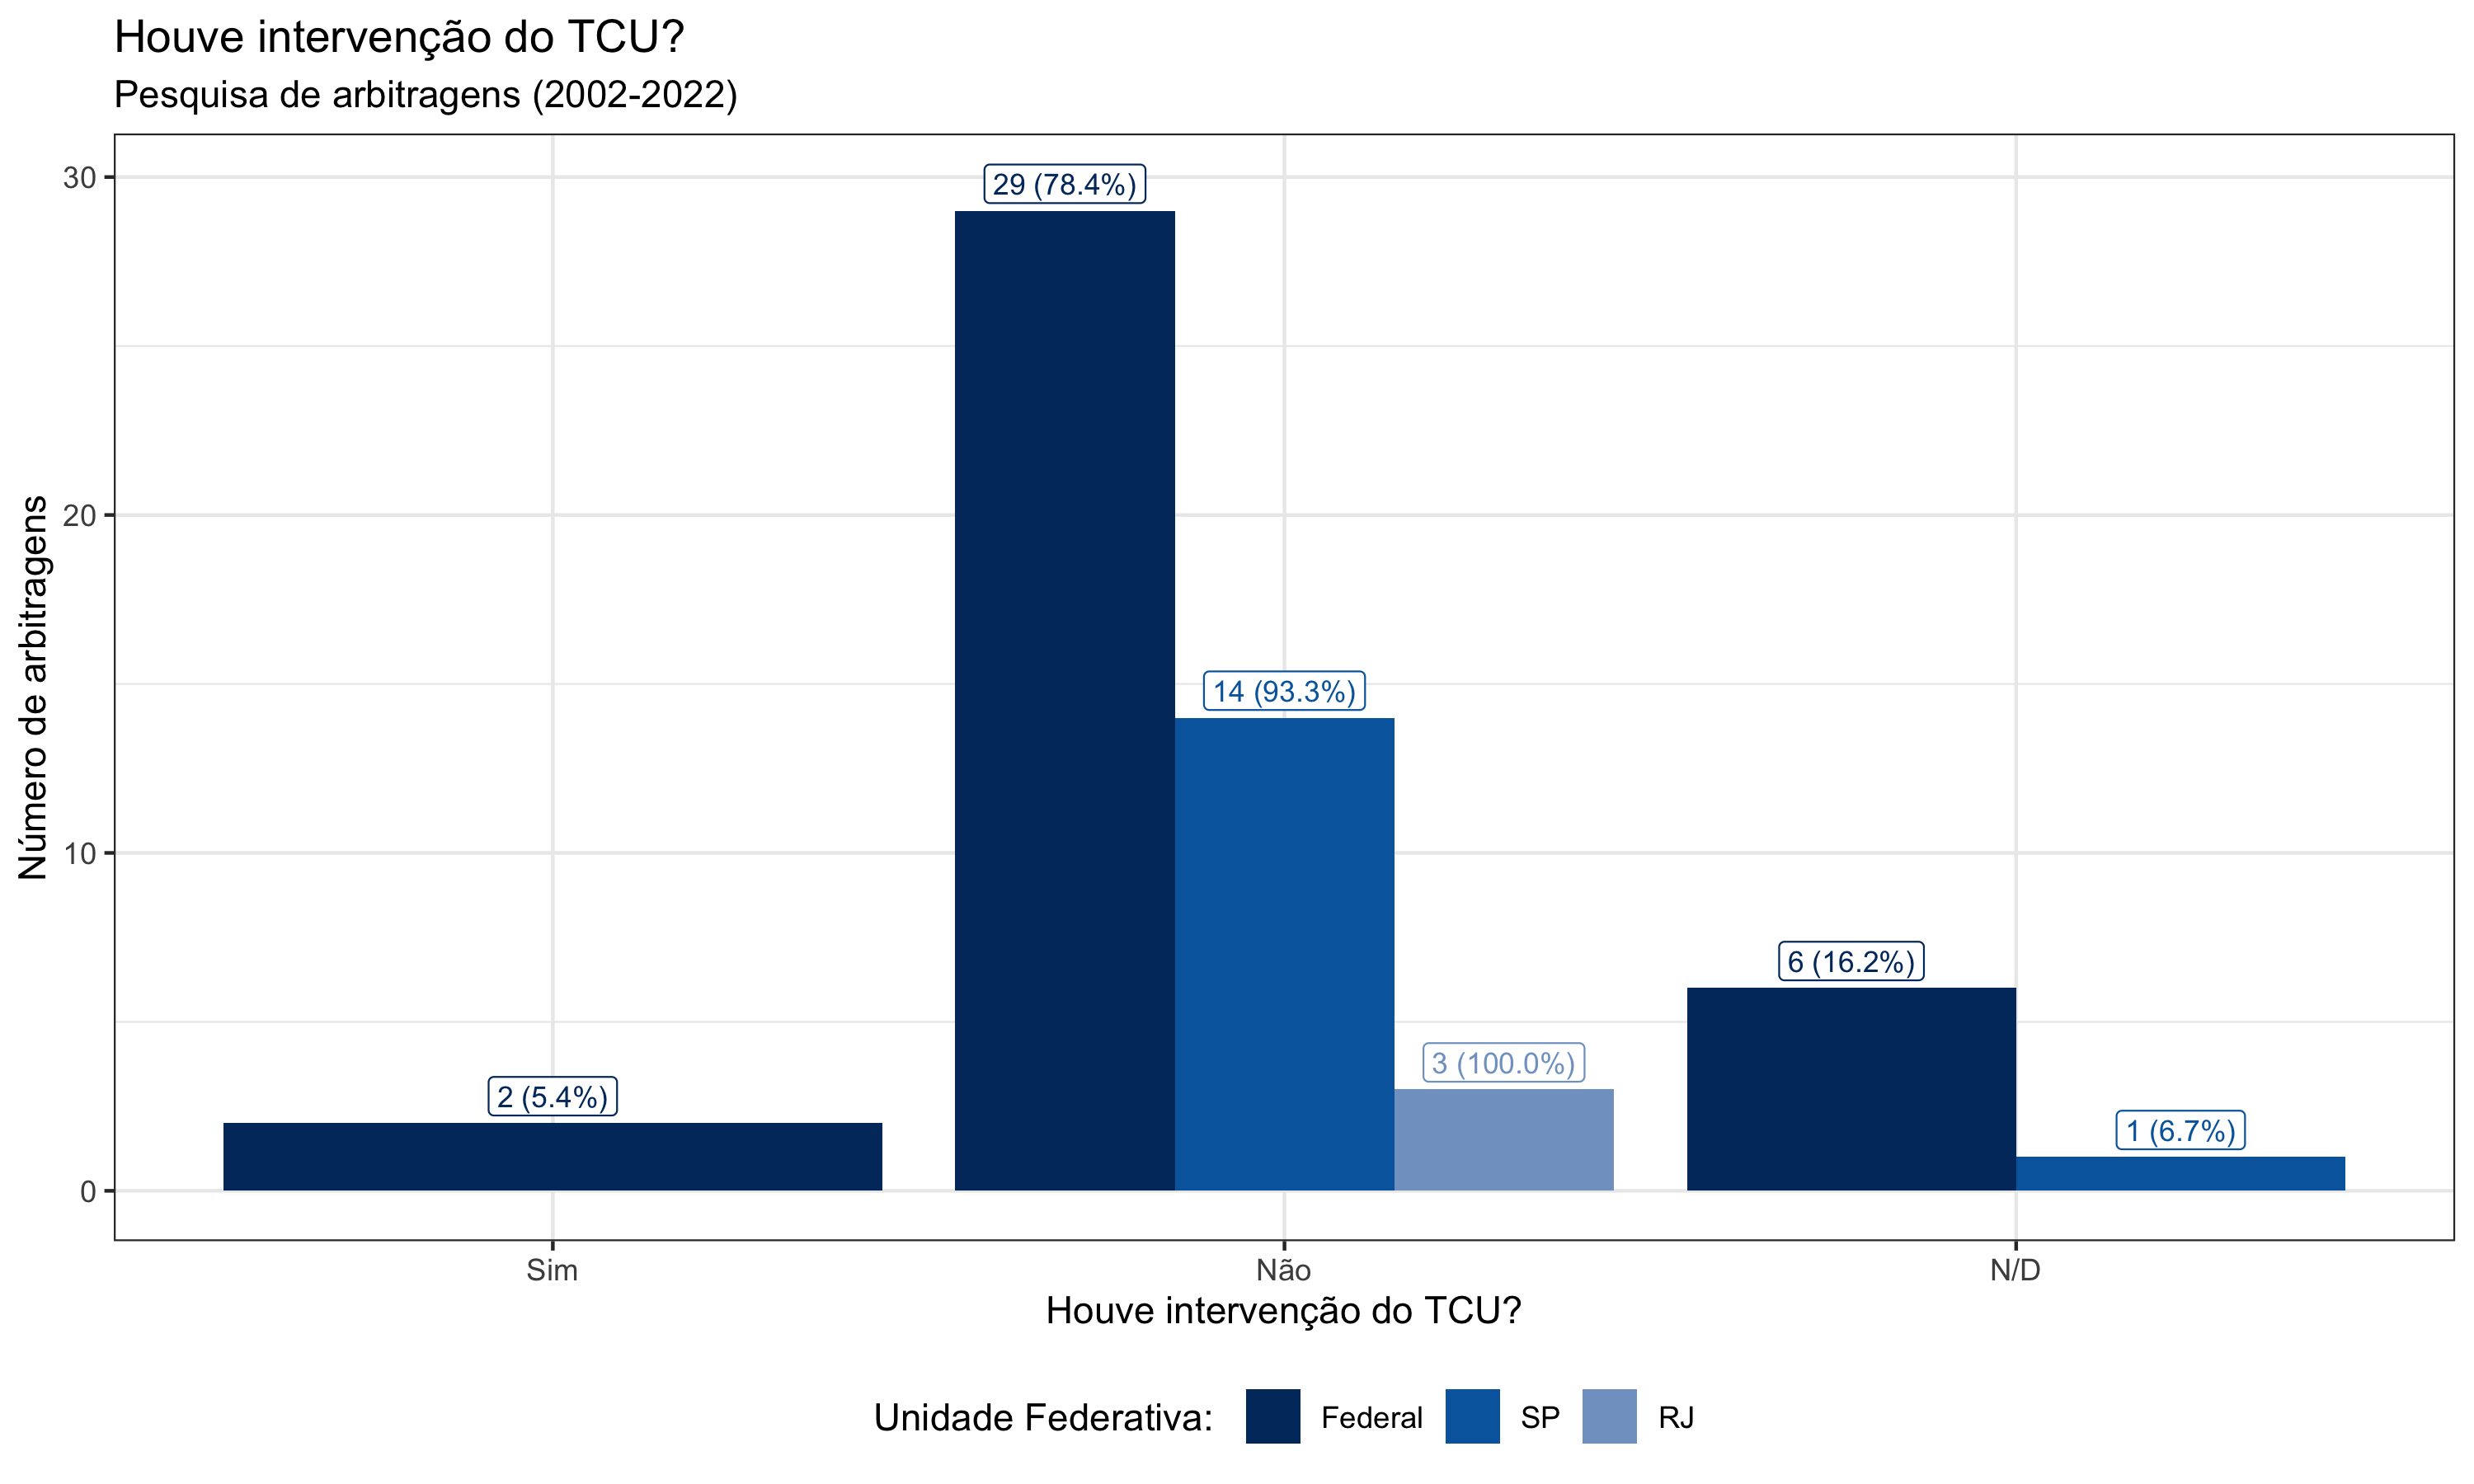 Houve intervenção do TCU?
Pesquisa de arbitragens (2002-2022)
Número de arbitragens
30
20
10
0
29 (78.4%)
14 (93.3%)
3 (100.0%)
6 (16.2%)
1 (6.7%)
2 (5.4%)
Sim
Não
N/D
Houve intervenção do TCU?
Unidade Federativa: Federal SP RJ